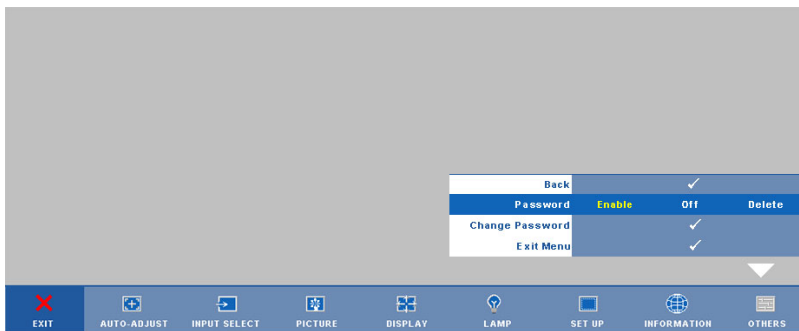 Back
Password Enable Off Delete
Change Password
Exit Menu
EXIT AUTO-ADJUST INPUT SELECT PICTURE DISPLAY LAMP SET UP INFORMATION OTHERS